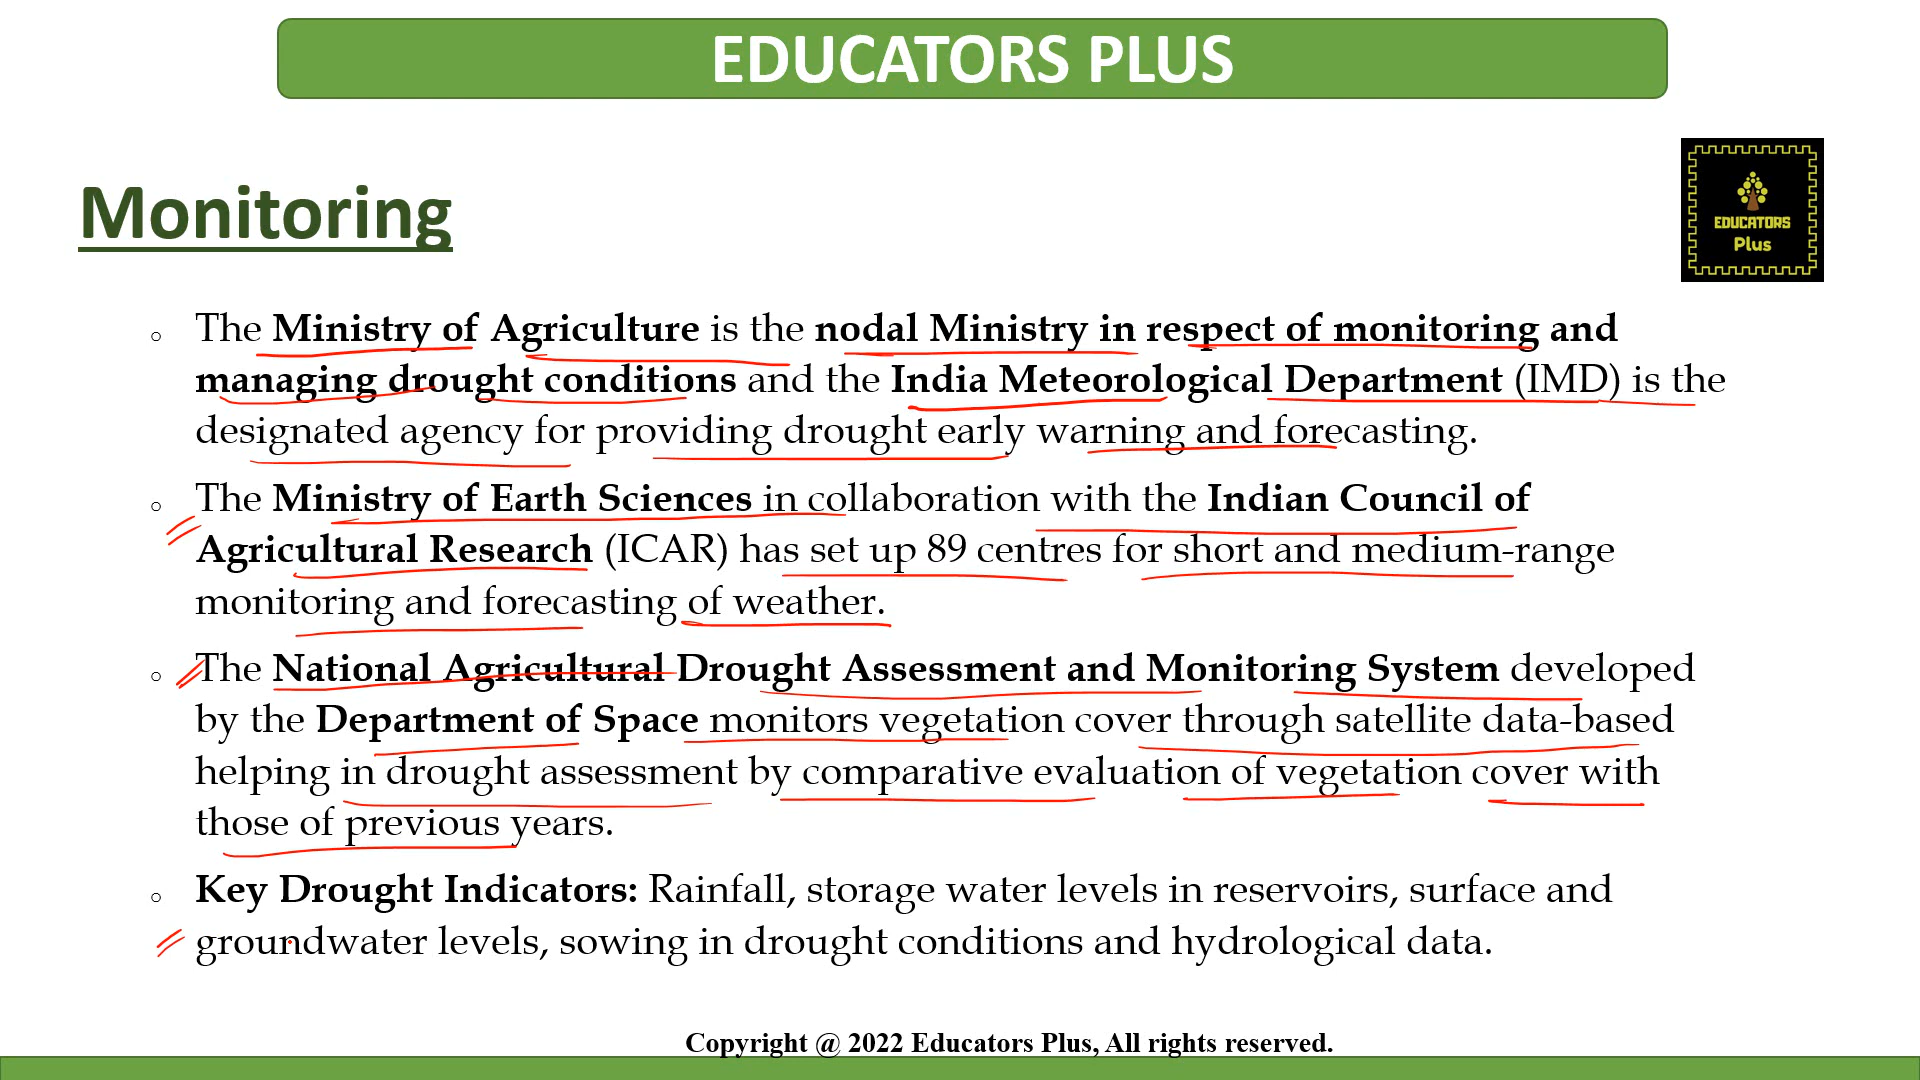 EDUCATORS PLUS
Monitoring
EDUCATORS
Plus
The Ministry of Agriculture is the nodal Ministry in respect of monitoring and
managing drought conditions and the India Meteorological Department (IMD) is the
designated agency for providing drought early warning and forecasting.
The Ministry of Earth Sciences in collaboration with the Indian Council of
Agricultural Research (ICAR) has set up 89 centres for short and medium-range
monitoring and forecasting of weather.
The National Agricultural Drought Assessment and Monitoring System developed
by the Department of Space monitors vegetation cover through satellite data-based
helping in drought assessment by comparative evaluation of vegetation cover with
those of previous years.
Key Drought Indicators: Rainfall, storage water levels in reservoirs, surface and
groundwater levels, sowing in drought conditions and hydrological data.
Copyright @ 2022 Educators Plus, All rights reserved.